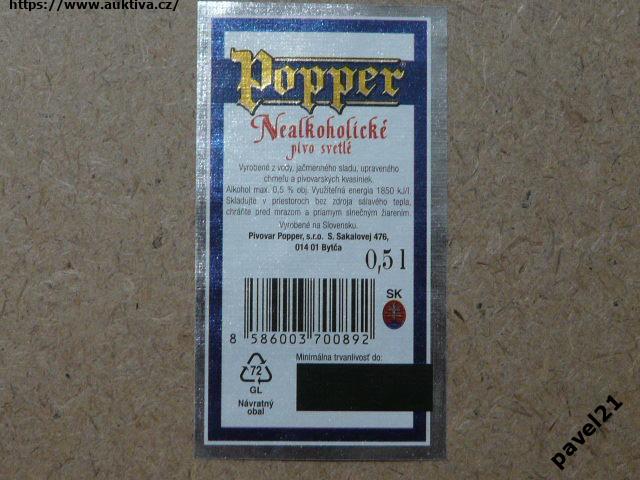 https://www.auktiva.cz/
Popper
Nealkoholické
pivo svetlé
Vyrobené z vody, jačmenného sladu, upraveného
chmeľu a pivovarských kvasiniek.
Alkohol max. 0,5 % obj. Využiteľná energia 1850 kJ/l.
Skladujte v priestoroch bez zdroja sálavého tepla,
chráňte pred mrazom a priamym slnečným žiarením.
Vyrobené na Slovensku.
Pivovar Popper, s.r.o. S. Sakalovej 476,
014 01 Bytča
0,5 l
SK
8 586003 700892
Minimálna trvanlivosť do:
72
GL
Návratný
obal
pavel21